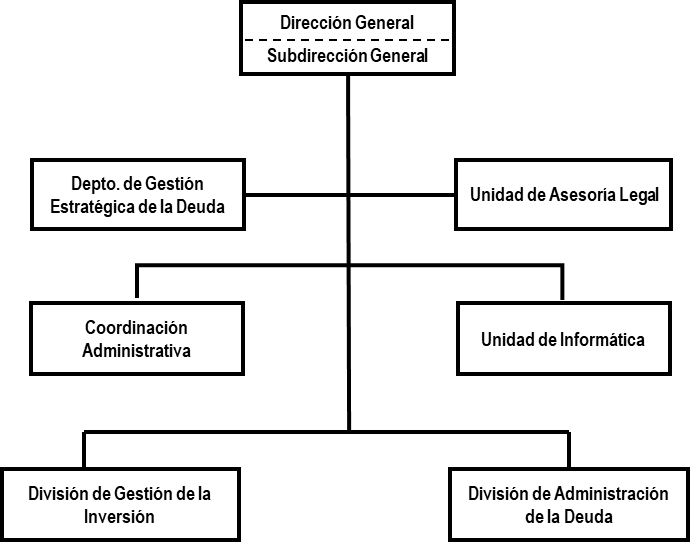 Dirección General
Subdirección General
Depto. de Gestión
Estratégica de la Deuda
Unidad de Asesoría Legal
Coordinación
Administrativa
Unidad de Informática
División de Gestión de la
Inversión
División de Administración
de la Deuda